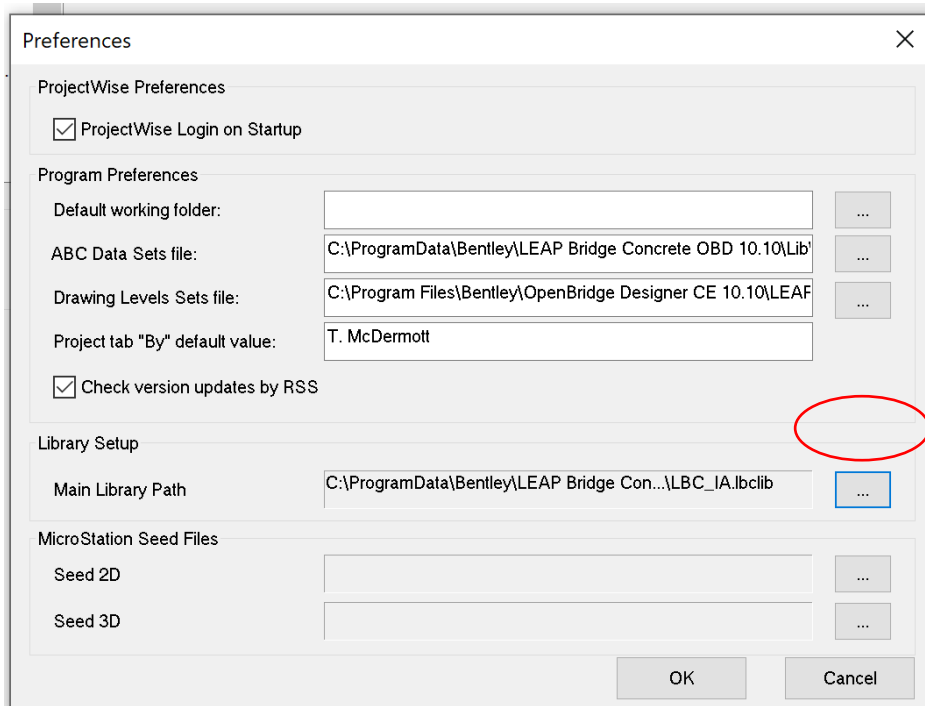 Preferences
ProjectWise Preferences
ProjectWise Login on Startup
Program Preferences
Default working folder: ...
ABC Data Sets file: C:\ProgramData\Bentley\LEAP Bridge Concrete OBD 10.10\Lib\ ...
Drawing Levels Sets file: C:\Program Files\Bentley\OpenBridge Designer CE 10.10\LEAP ...
Project tab "By" default value: T. McDermott
Check version updates by RSS
Library Setup
Main Library Path C:\ProgramData\Bentley\LEAP Bridge Con...\LBC_IA.lbclib ...
MicroStation Seed Files
Seed 2D ...
Seed 3D ...
OK Cancel